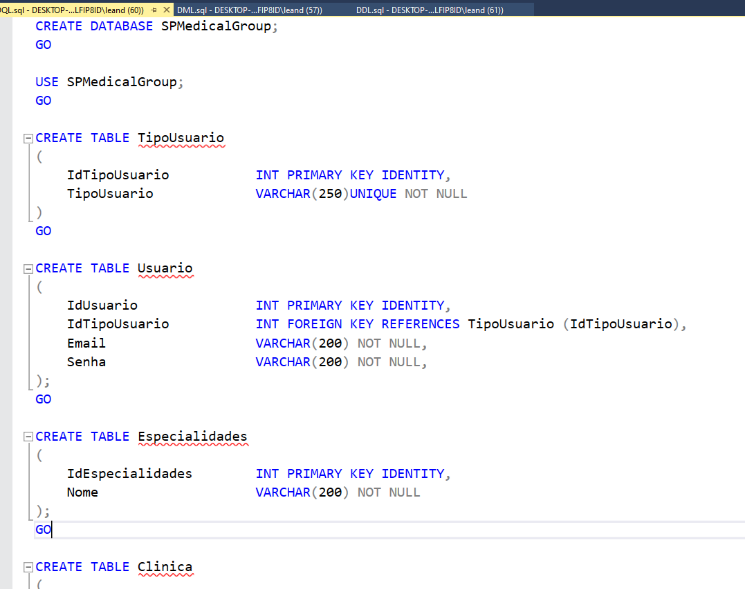 QL.sql - DESKTOP-...LFIP8ID\leand (60)) DML.sql - DESKTOP-...FIP8ID\leand (57)) DDL.sql - DESKTOP-...LFIP8ID\leand (61))
CREATE DATABASE SPMedicalGroup;
GO
USE SPMedicalGroup;
GO
CREATE TABLE TipoUsuario
(
IdTipoUsuario INT PRIMARY KEY IDENTITY,
TipoUsuario VARCHAR(250)UNIQUE NOT NULL
)
GO
CREATE TABLE Usuario
(
IdUsuario INT PRIMARY KEY IDENTITY,
IdTipoUsuario INT FOREIGN KEY REFERENCES TipoUsuario (IdTipoUsuario),
Email VARCHAR(200) NOT NULL,
Senha VARCHAR(200) NOT NULL,
);
GO
CREATE TABLE Especialidades
(
IdEspecialidades INT PRIMARY KEY IDENTITY,
Nome VARCHAR(200) NOT NULL
);
GO
CREATE TABLE Clinica
(